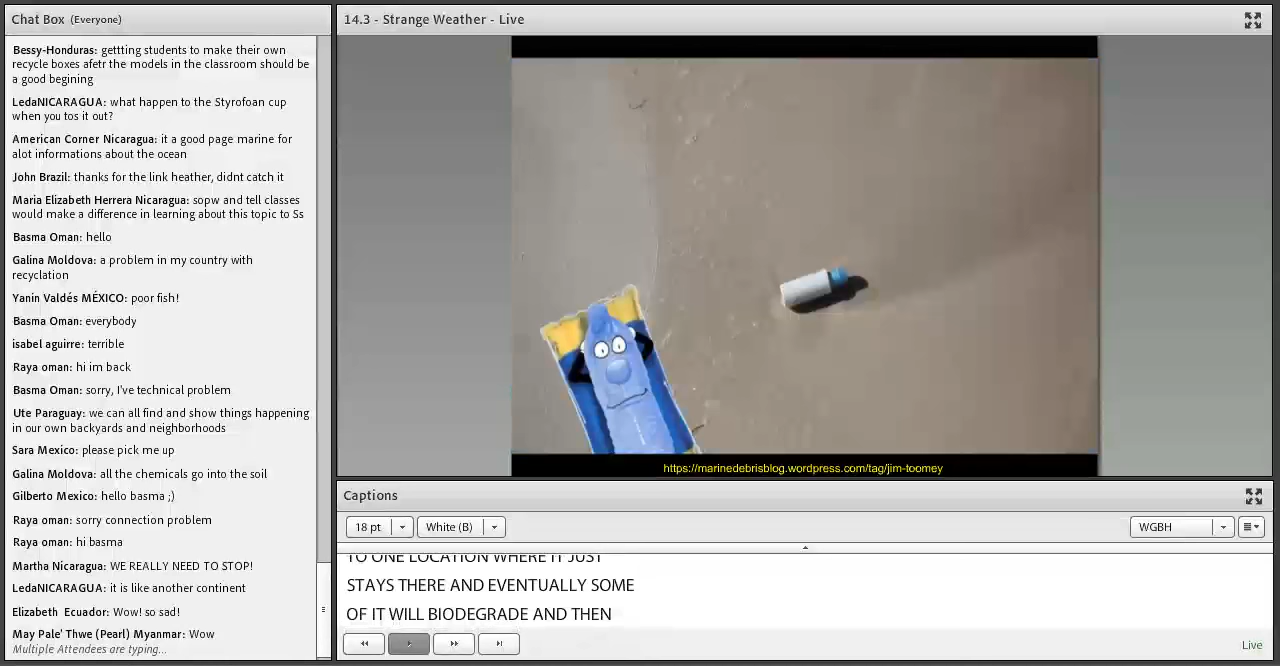 Chat Box (Everyone)
Bessy-Honduras: gettting students to make their own
recycle boxes afetr the models in the classroom should be
a good begining
LedaNICARAGUA: what happen to the Styrofoan cup
when you tos it out?
American Corner Nicaragua: it a good page marine for
alot informations about the ocean
John Brazil: thanks for the link heather, didnt catch it
Maria Elizabeth Herrera Nicaragua: sopw and tell classes
would make a difference in learning about this topic to Ss
Basma Oman: hello
Galina Moldova: a problem in my country with
recyclation
Yanin Valdés MÉXICO: poor fish!
Basma Oman: everybody
isabel aguirre: terrible
Raya oman: hi im back
Basma Oman: sorry, I've technical problem
Ute Paraguay: we can all find and show things happening
in our own backyards and neighborhoods
Sara Mexico: please pick me up
Galina Moldova: all the chemicals go into the soil
Gilberto Mexico: hello basma ;)
Raya oman: sorry connection problem
Raya oman: hi basma
Martha Nicaragua: WE REALLY NEED TO STOP!
LedaNICARAGUA: it is like another continent
Elizabeth Ecuador: Wow! so sad!
May Pale' Thwe (Pearl) Myanmar: Wow
Multiple Attendees are typing...
14.3 - Strange Weather - Live
https://marinedebrisblog.wordpress.com/tag/jim-toomey
Captions
18 pt
White (B)
WGBH
TO ONE LOCATION WHERE IT JUST
STAYS THERE AND EVENTUALLY SOME
OF IT WILL BIODEGRADE AND THEN
Live